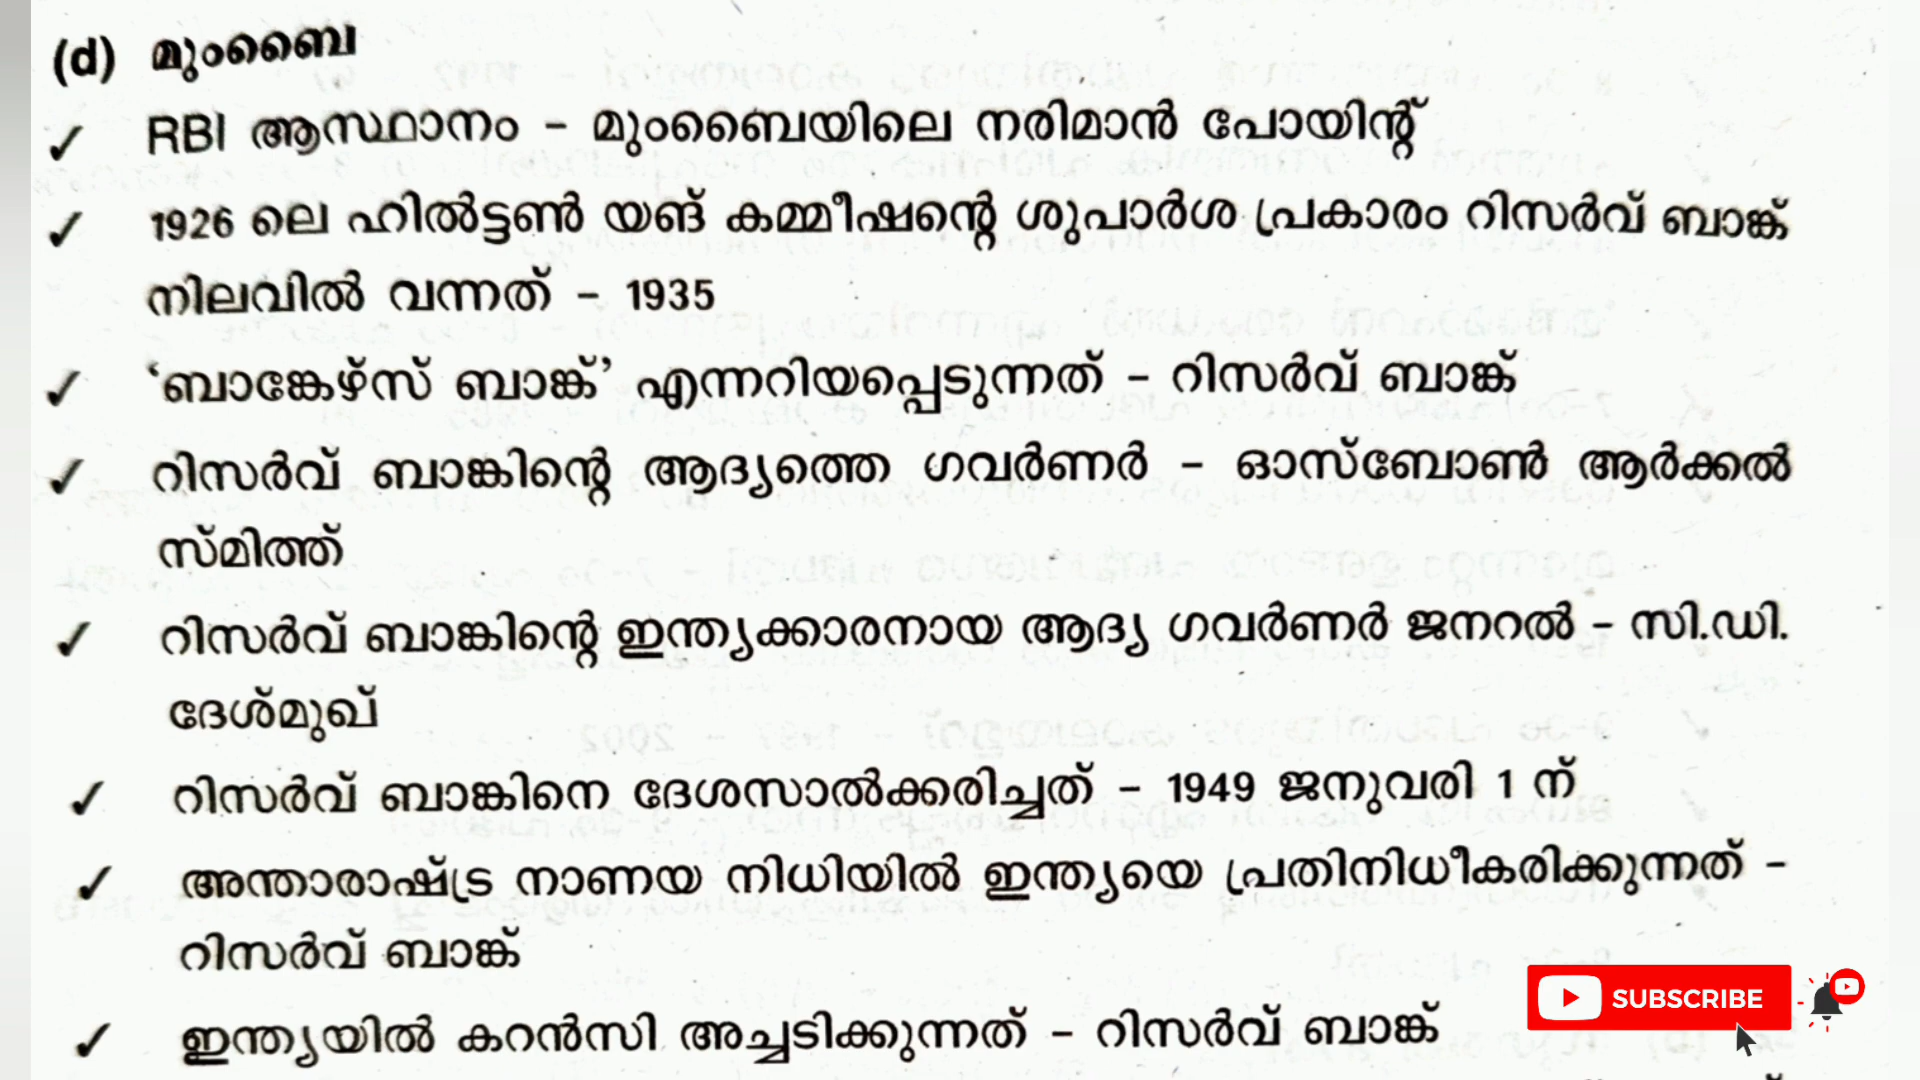 (d) മുംബൈ
✓ RBI ആസ്ഥാനം – മുംബൈയിലെ നരിമാൻ പോയിന്റ്
✓ 1926 ലെ ഹിൽട്ടൺ യങ് കമ്മീഷന്റെ ശുപാർശ പ്രകാരം റിസർവ് ബാങ്ക്
നിലവിൽ വന്നത് – 1935
✓ ‘ബാങ്കേഴ്സ് ബാങ്ക്’ എന്നറിയപ്പെടുന്നത് – റിസർവ് ബാങ്ക്
✓ റിസർവ് ബാങ്കിന്റെ ആദ്യത്തെ ഗവർണർ – ഓസ്ബോൺ ആർക്കൽ
സ്മിത്ത്
✓ റിസർവ് ബാങ്കിന്റെ ഇന്ത്യക്കാരനായ ആദ്യ ഗവർണർ ജനറൽ – സി.ഡി.
ദേശ്മുഖ്
✓ റിസർവ് ബാങ്കിനെ ദേശസാൽക്കരിച്ചത് – 1949 ജനുവരി 1 ന്
✓ അന്താരാഷ്ട്ര നാണയ നിധിയിൽ ഇന്ത്യയെ പ്രതിനിധീകരിക്കുന്നത് –
റിസർവ് ബാങ്ക്
✓ ഇന്ത്യയിൽ കറൻസി അച്ചടിക്കുന്നത് – റിസർവ് ബാങ്ക്
SUBSCRIBE